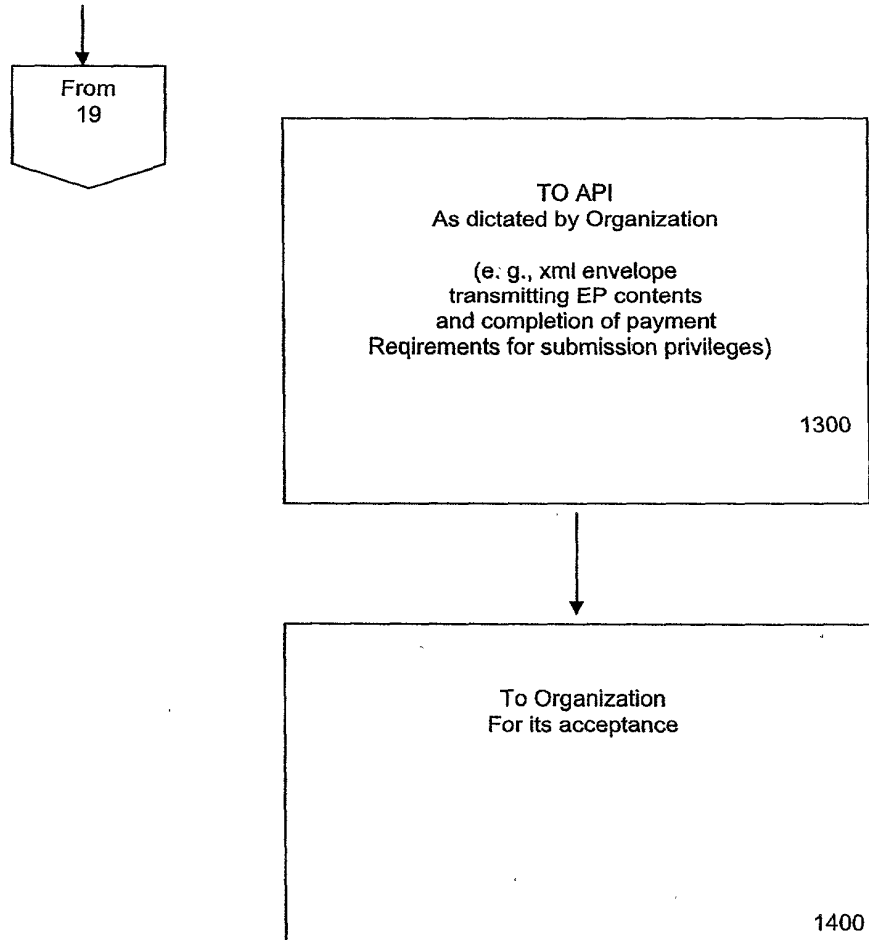 From
19
TO API
As dictated by Organization
(e. g., xml envelope
transmitting EP contents
and completion of payment
Reqirements for submission privileges)
1300
To Organization
For its acceptance
1400